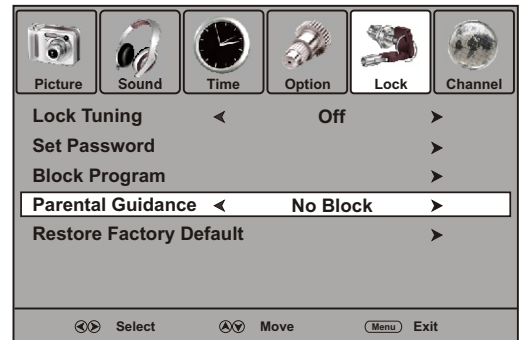 Picture Sound Time Option Lock Channel
Lock Tuning Off
Set Password
Block Program
Parental Guidance No Block
Restore Factory Default
Select Move Menu Exit